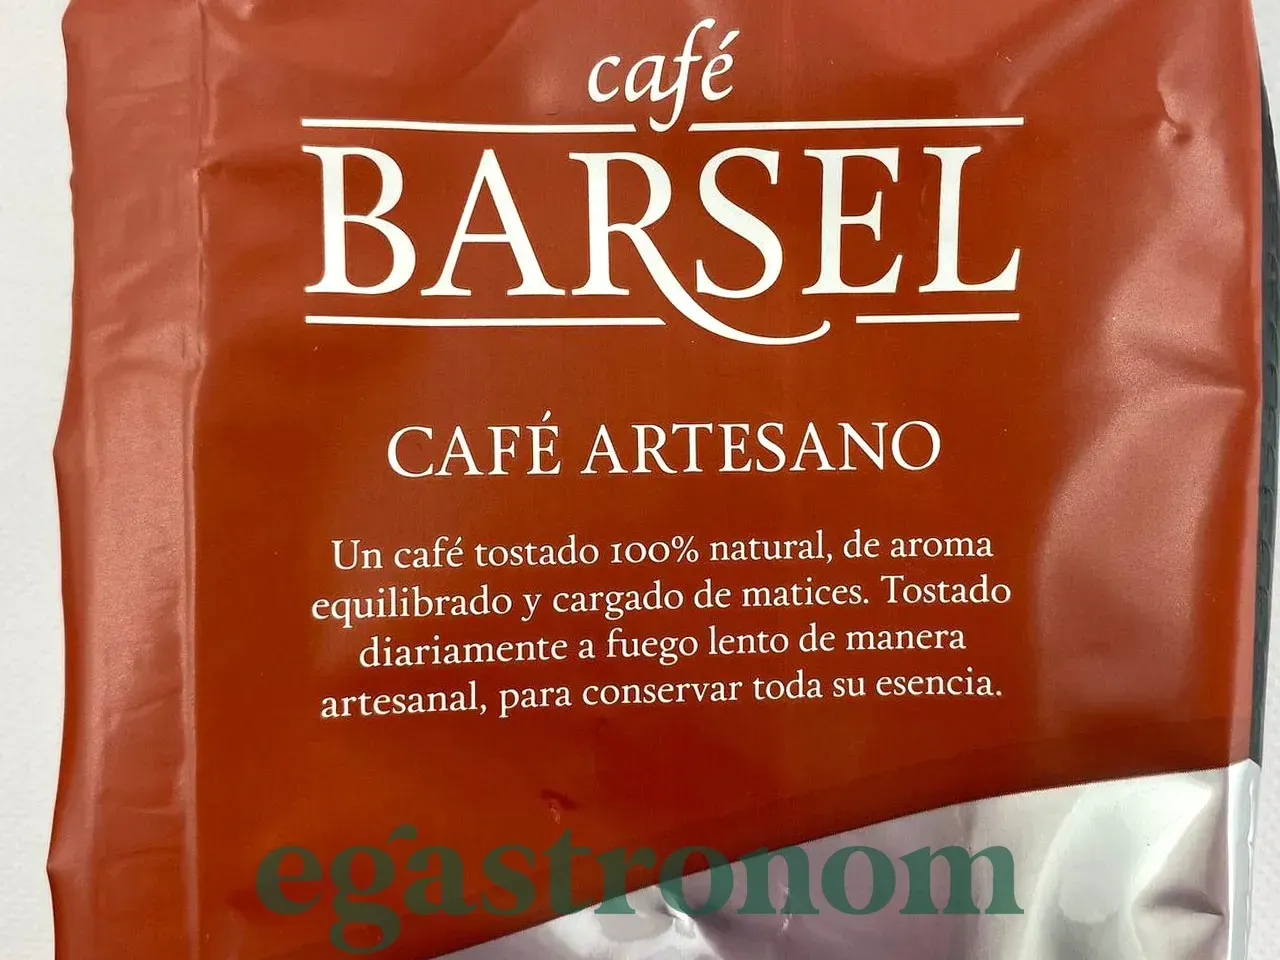 café
BARSEL
CAFÉ ARTESANO
Un café tostado 100% natural, de aroma
equilibrado y cargado de matices. Tostado
diariamente a fuego lento de manera
artesanal, para conservar toda su esencia.
egastronom